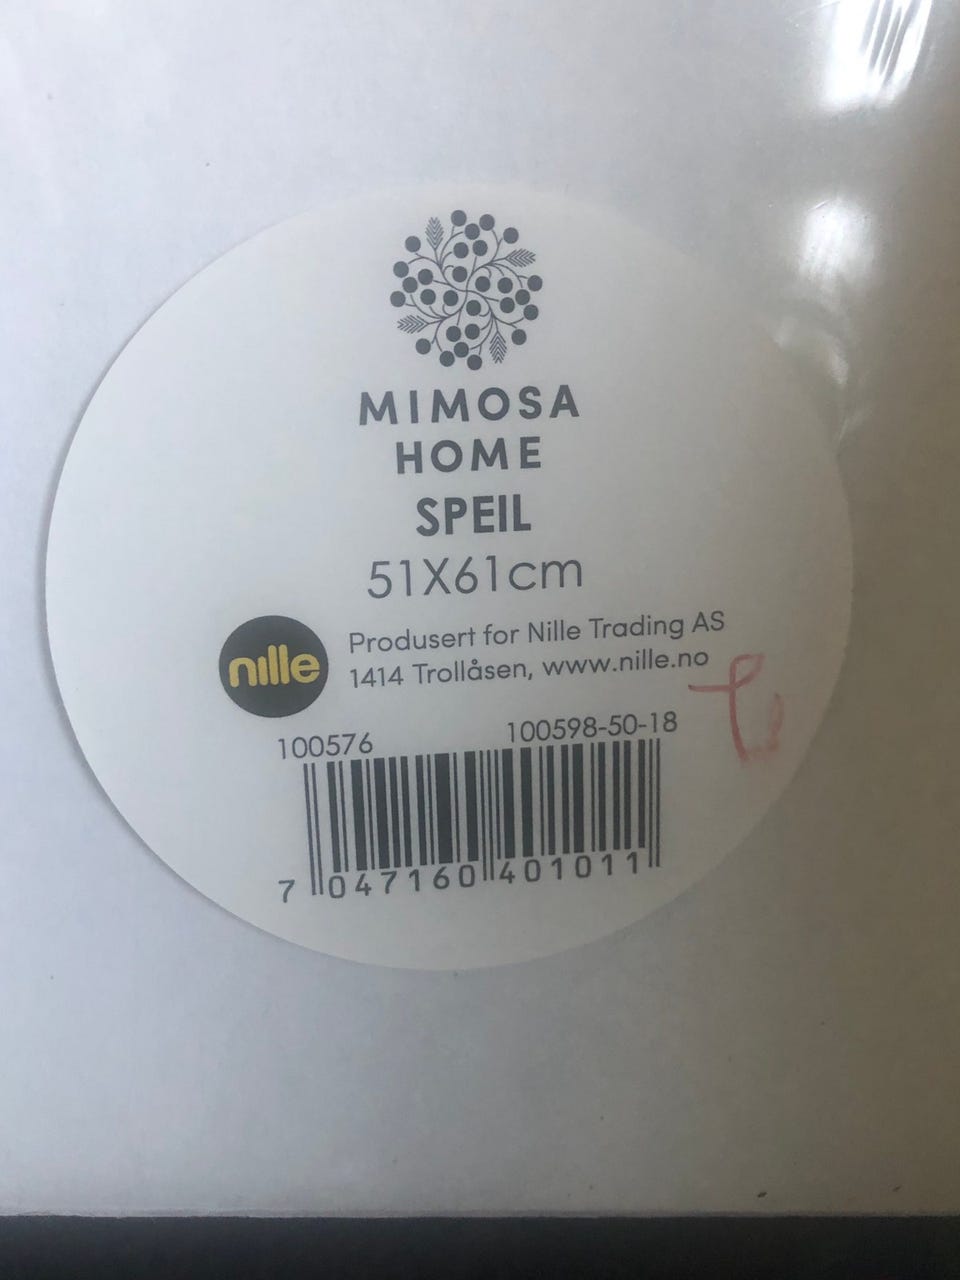 MIMOSA
HOME
SPEIL
51X61cm
nille
Produsert for Nille Trading AS
1414 Trollåsen, www.nille.no
100576 100598-50-18
7 047160 401011